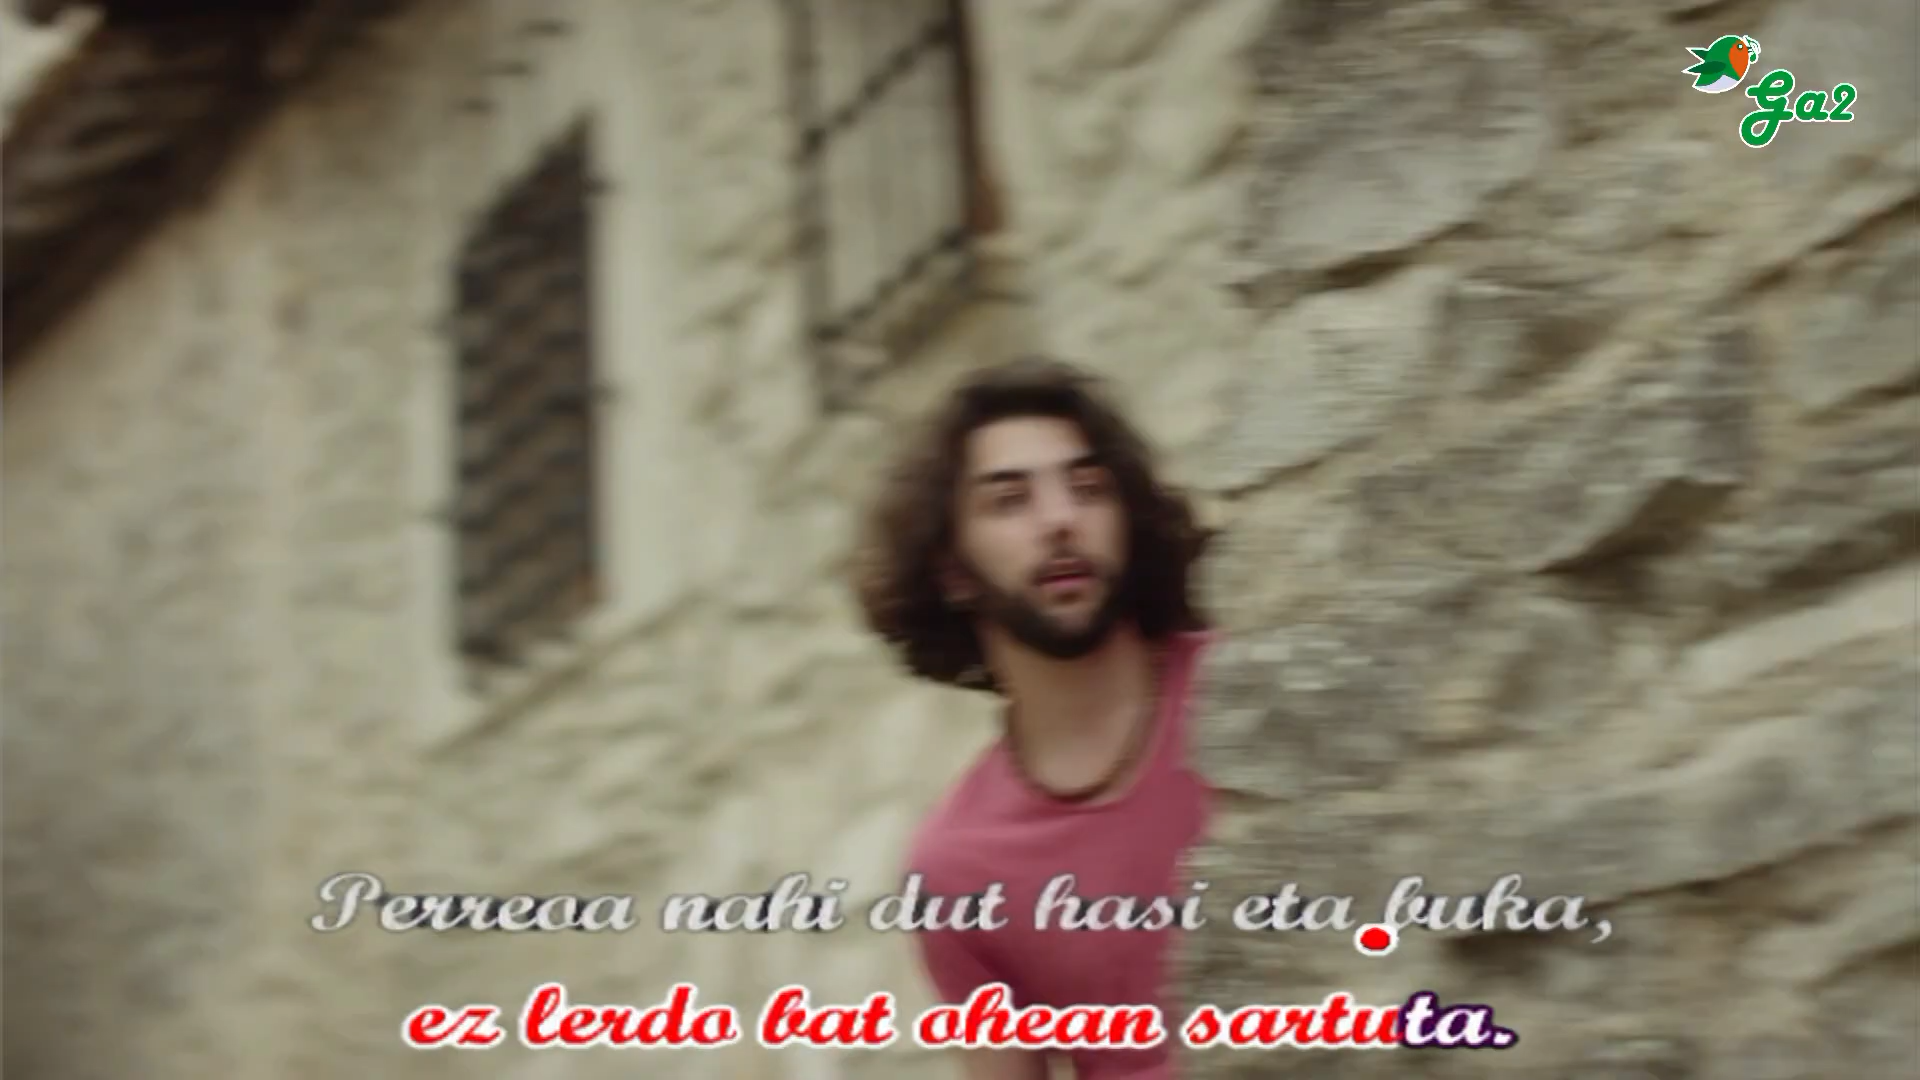 Ga2
Perreoa nahi dut hasi eta buka,
ez lerdo bat ohean sartuta.